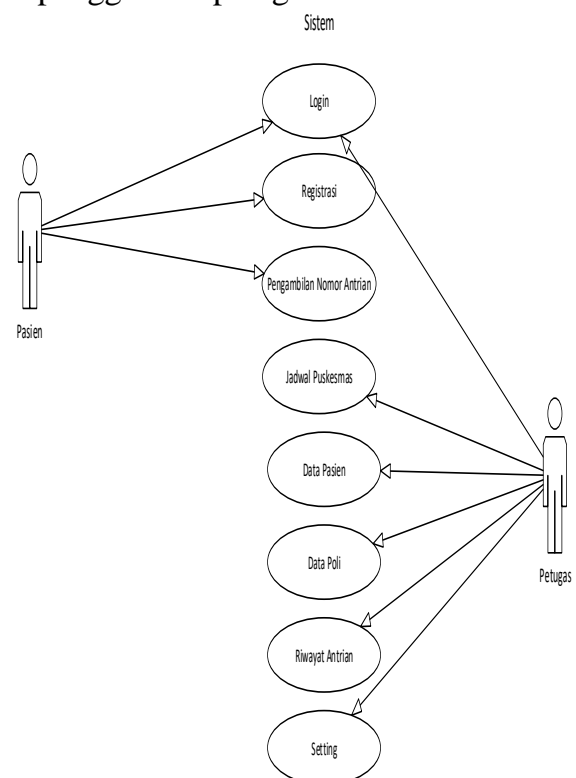 Sistem
Login
Registrasi
Pengambilan Nomor Antrian
Pasien
Jadwal Puskesmas
Data Pasien
Data Poli
Petugas
Riwayat Antrian
Setting